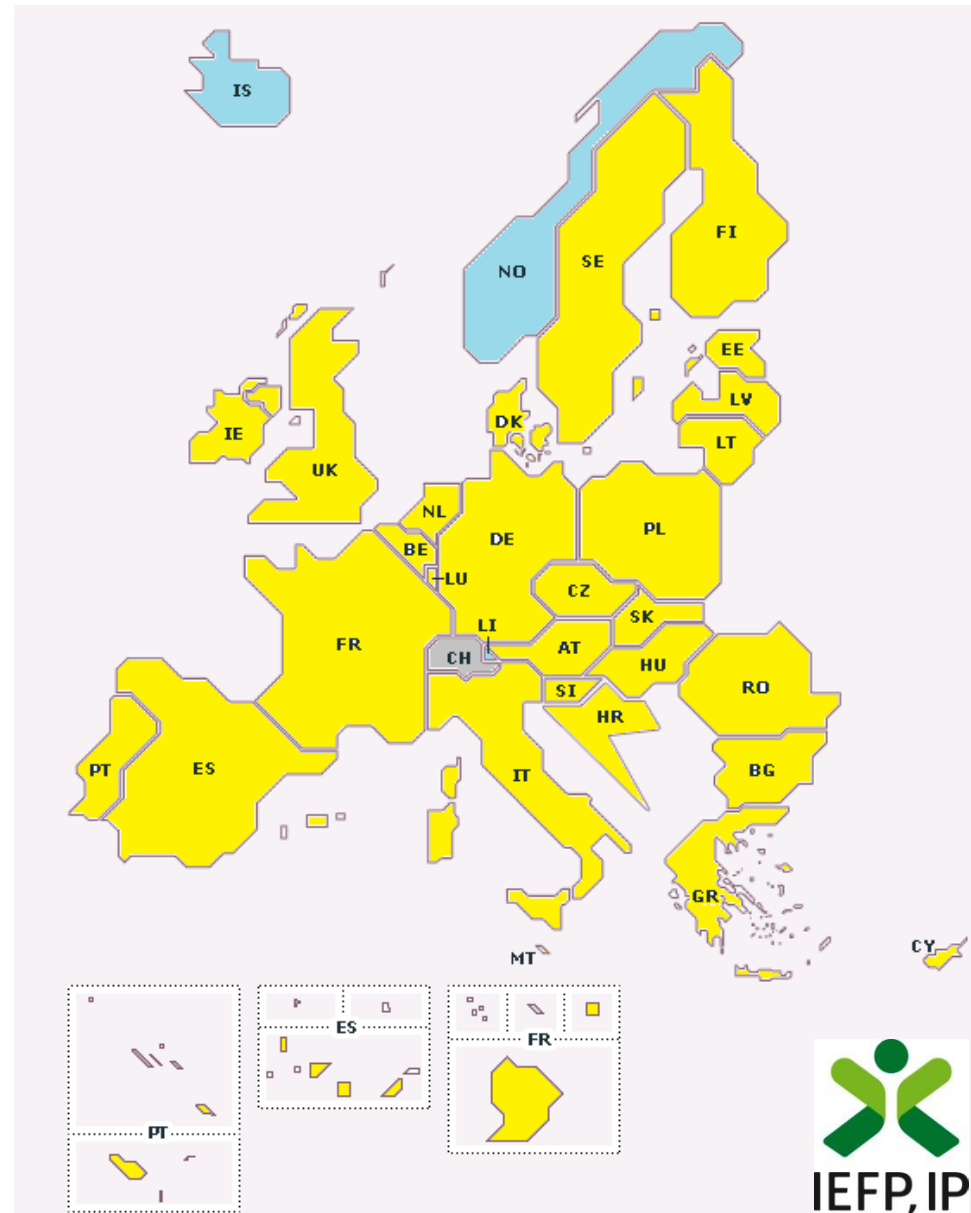 IS
NO
SE
FI
EE
LV
LT
DK
IE
UK
NL
BE
LU
DE
PL
CZ
SK
LI
FR
CH
AT
HU
SI
HR
RO
PT
ES
IT
BG
GR
MT
CY
ES
FR
PT
IEFP, IP